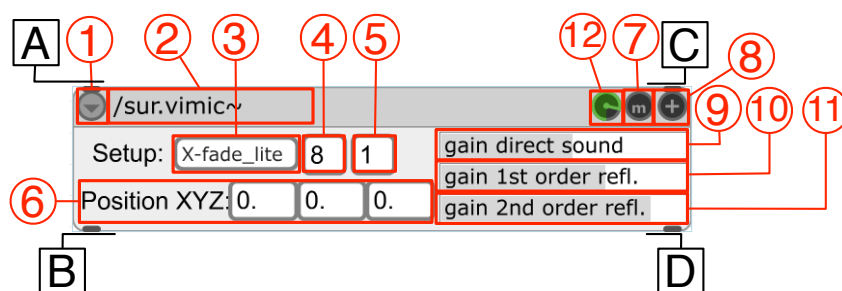 A 1 2 3 4 5 12 7 C 8
/sur.vimic~ m
9 10 11
Setup: X-fade_lite 8 1 gain direct sound
gain 1st order refl.
6 Position XYZ: 0. 0. 0. gain 2nd order refl.
B D